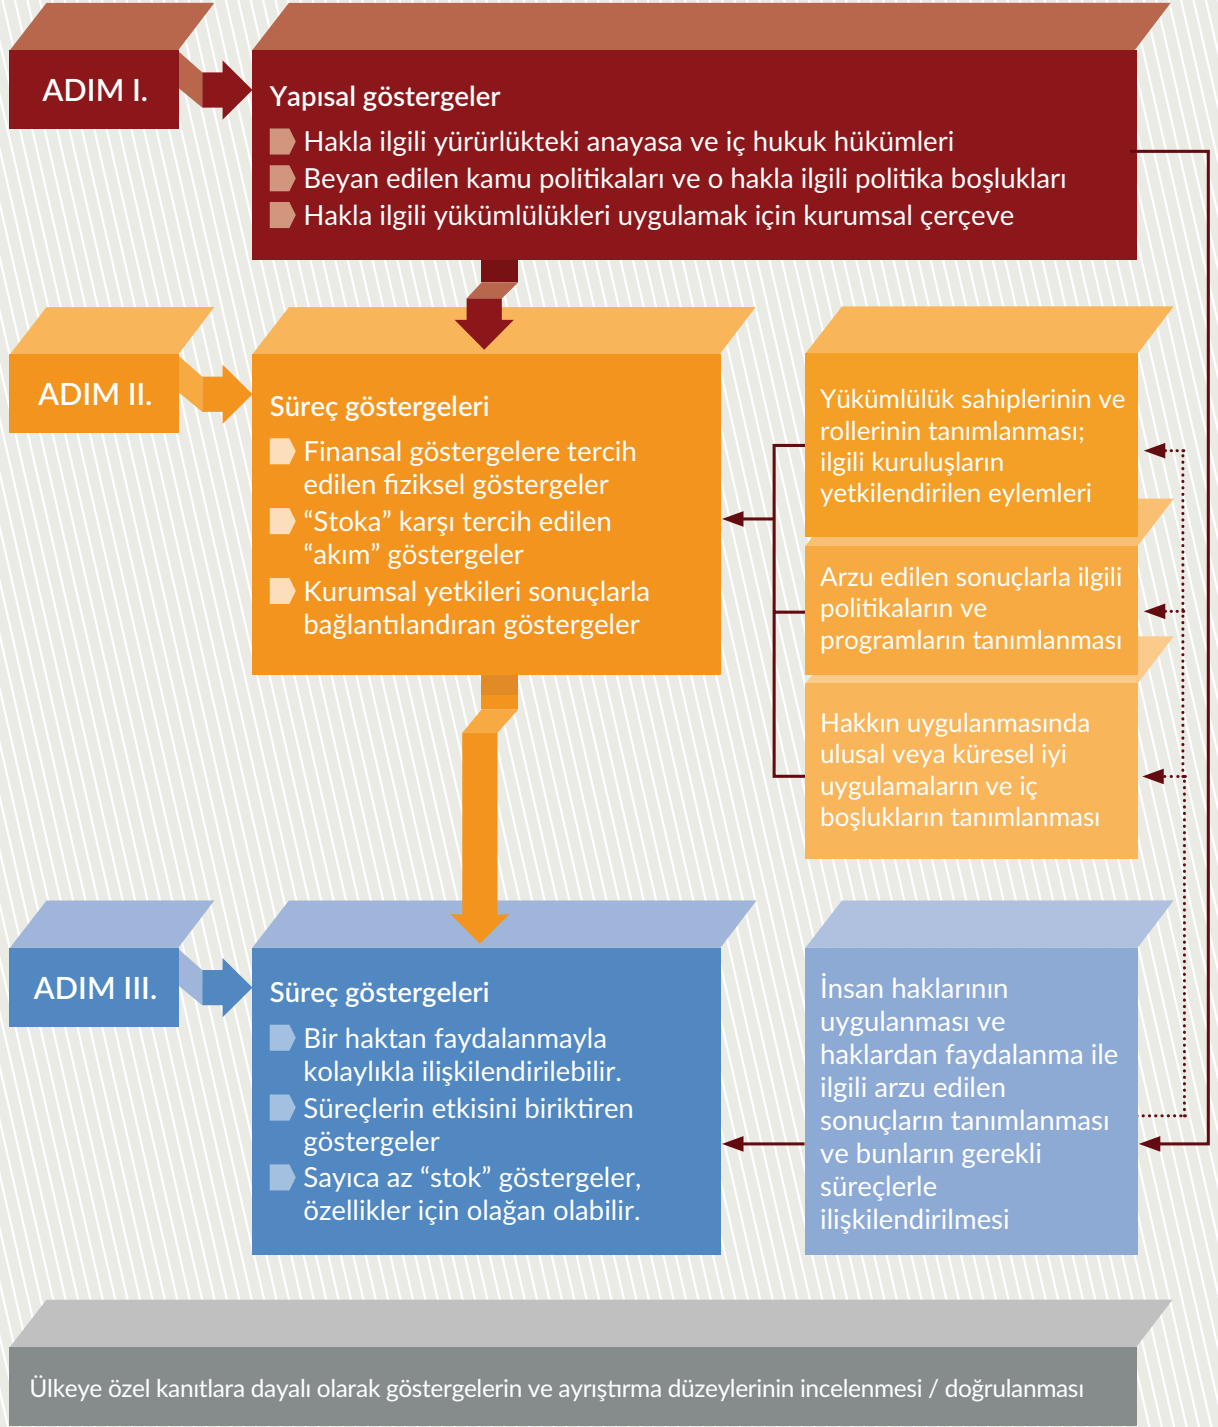 ADIM I.
Yapısal göstergeler
Hakla ilgili yürürlükteki anayasa ve iç hukuk hükümleri
Beyan edilen kamu politikaları ve o hakla ilgili politika boşlukları
Hakla ilgili yükümlülükleri uygulamak için kurumsal çerçeve
ADIM II.
Süreç göstergeleri
Finansal göstergelere tercih
edilen fiziksel göstergeler
“Stoka” karşı tercih edilen
“akım” göstergeler
Kurumsal yetkileri sonuçlarla
bağlantılandıran göstergeler
Yükümlülük sahiplerinin ve
rollerinin tanımlanması;
ilgili kuruluşların
yetkilendirilen eylemleri
Arzu edilen sonuçlarla ilgili
politikaların ve
programların tanımlanması
Hakkın uygulanmasında
ulusal veya küresel iyi
uygulamaların ve iç
boşlukların tanımlanması
ADIM III.
Süreç göstergeleri
Bir haktan faydalanmayla
kolaylıkla ilişkilendirilebilir.
Süreçlerin etkisini biriktiren
göstergeler
Sayıca az “stok” göstergeler,
özellikler için olağan olabilir.
İnsan haklarının
uygulanması ve
haklardan faydalanma ile
ilgili arzu edilen
sonuçların tanımlanması
ve bunların gerekli
süreçlerle
ilişkilendirilmesi
Ülkeye özel kanıtlara dayalı olarak göstergelerin ve ayrıştırma düzeylerinin incelenmesi / doğrulanması